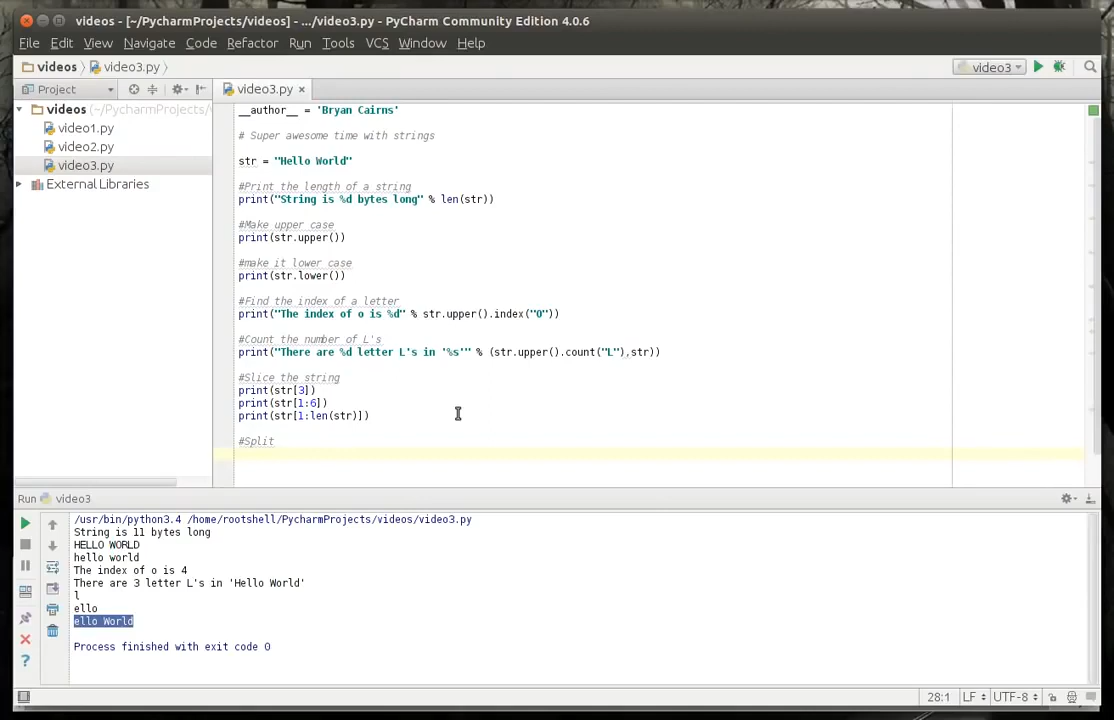 videos - [~/PycharmProjects/videos] - .../video3.py - PyCharm Community Edition 4.0.6
File Edit View Navigate Code Refactor Run Tools VCS Window Help
videos video3.py video3
Project video3.py
videos (~/PycharmProjects/
video1.py
video2.py
video3.py
External Libraries
__author__ = 'Bryan Cairns'
# Super awesome time with strings
str = "Hello World"
#Print the length of a string
print("String is %d bytes long" % len(str))
#Make upper case
print(str.upper())
#make it lower case
print(str.lower())
#Find the index of a letter
print("The index of o is %d" % str.upper().index("O"))
#Count the number of L's
print("There are %d letter L's in '%s'" % (str.upper().count("L"),str))
#Slice the string
print(str[3])
print(str[1:6])
print(str[1:len(str)])
#Split
Run video3
/usr/bin/python3.4 /home/rootshell/PycharmProjects/videos/video3.py
String is 11 bytes long
HELLO WORLD
hello world
The index of o is 4
There are 3 letter L's in 'Hello World'
l
ello
ello World
Process finished with exit code 0
28:1 LF UTF-8